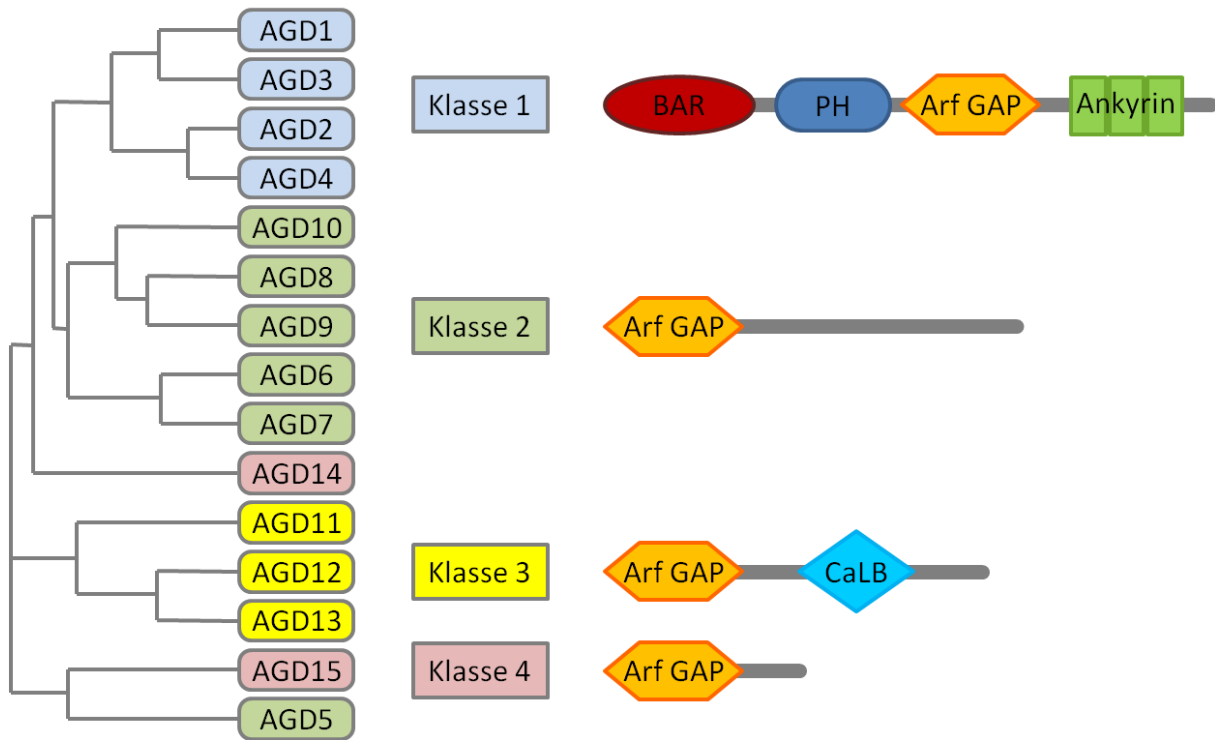 AGD1
AGD3
Klasse 1 BAR PH Arf GAP Ankyrin
AGD2
AGD4
AGD10
AGD8
AGD9
Klasse 2 Arf GAP
AGD6
AGD7
AGD14
AGD11
AGD12
Klasse 3 Arf GAP CaLB
AGD13
AGD15
Klasse 4 Arf GAP
AGD5